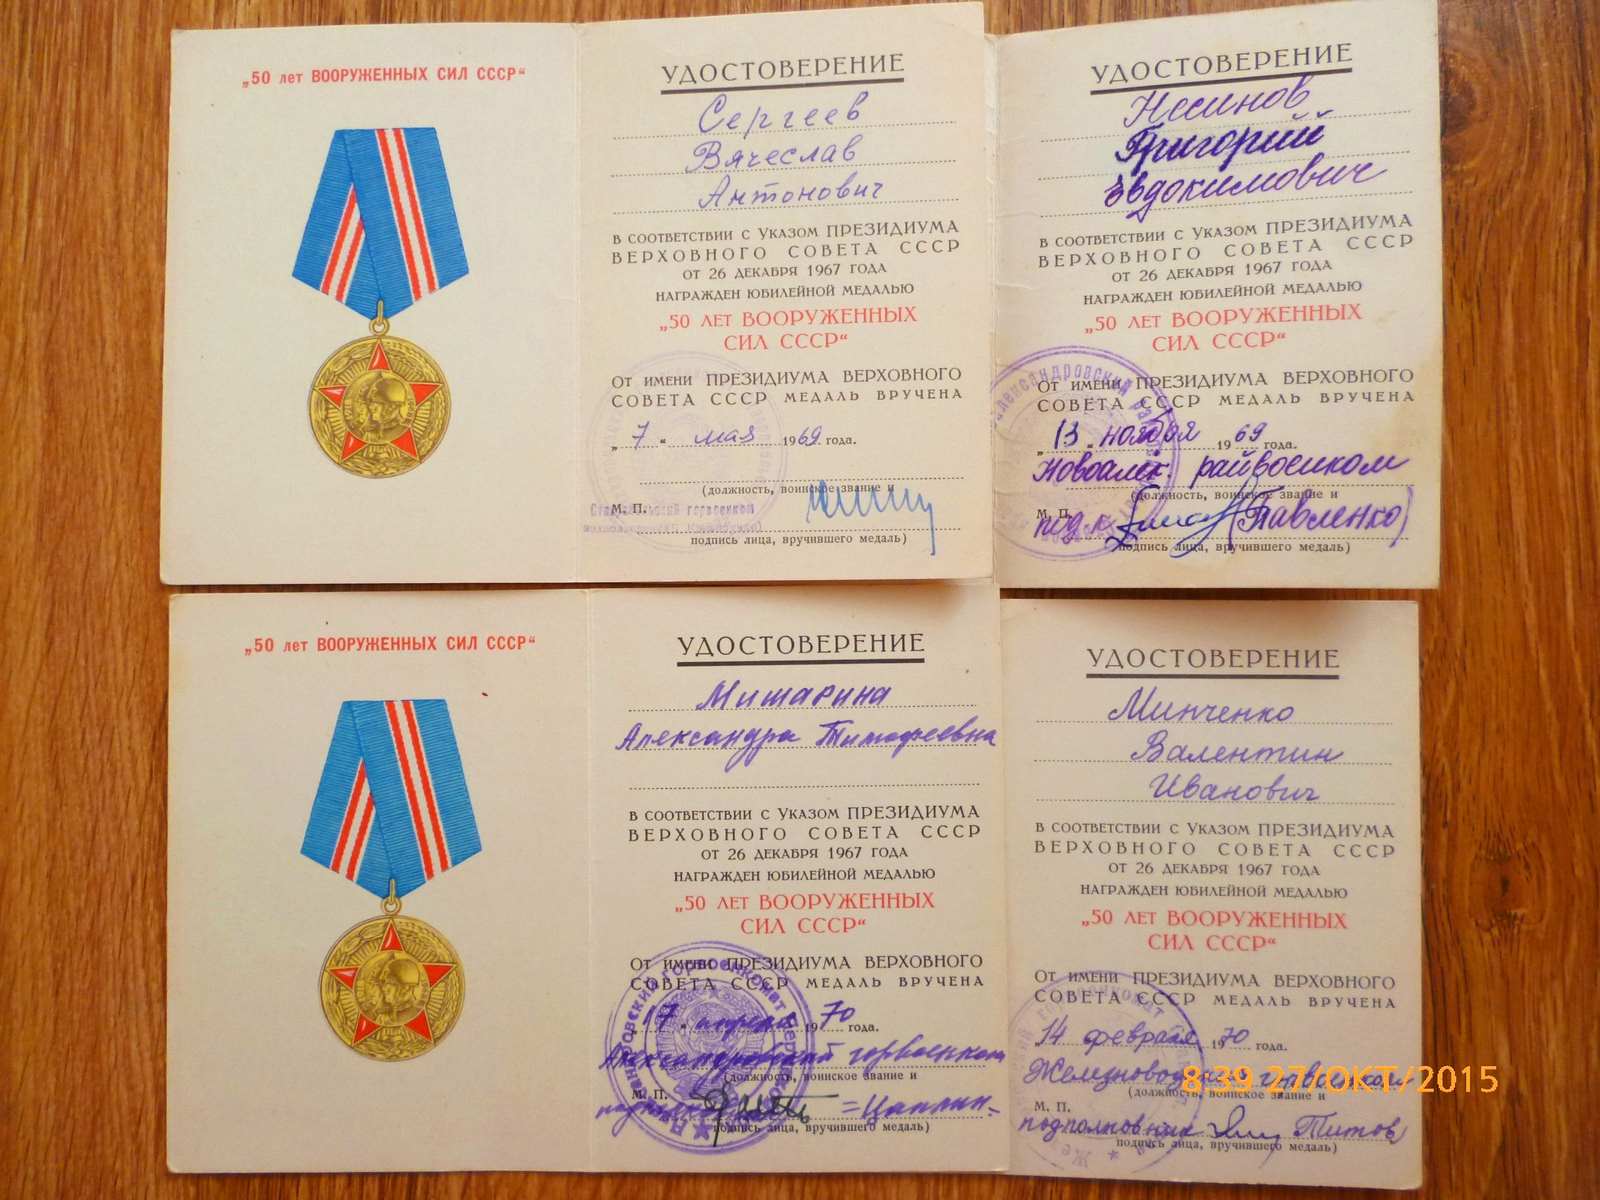 „50 лет ВООРУЖЕННЫХ СИЛ СССР“
УДОСТОВЕРЕНИЕ
Сергеев
Вячеслав
Антонович
В СООТВЕТСТВИИ С УКАЗОМ ПРЕЗИДИУМА
ВЕРХОВНОГО СОВЕТА СССР
ОТ 26 ДЕКАБРЯ 1967 ГОДА
НАГРАЖДЕН ЮБИЛЕЙНОЙ МЕДАЛЬЮ
„50 ЛЕТ ВООРУЖЕННЫХ
СИЛ СССР“
ОТ ИМЕНИ ПРЕЗИДИУМА ВЕРХОВНОГО
СОВЕТА СССР МЕДАЛЬ ВРУЧЕНА
„7“ мая 1969 года.
(должность, воинское звание и
М. П.
горвоенком
подпись лица, вручившего медаль)
УДОСТОВЕРЕНИЕ
Григорий
Евдокимович
В СООТВЕТСТВИИ С УКАЗОМ ПРЕЗИДИУМА
ВЕРХОВНОГО СОВЕТА СССР
ОТ 26 ДЕКАБРЯ 1967 ГОДА
НАГРАЖДЕН ЮБИЛЕЙНОЙ МЕДАЛЬЮ
„50 ЛЕТ ВООРУЖЕННЫХ
СИЛ СССР“
ОТ ИМЕНИ ПРЕЗИДИУМА ВЕРХОВНОГО
СОВЕТА СССР МЕДАЛЬ ВРУЧЕНА
„13“ ноября 1969 года.
Новоалек. райвоенком
(должность, воинское звание и
М. П.
подп-к (Павленко)
подпись лица, вручившего медаль)
„50 лет ВООРУЖЕННЫХ СИЛ СССР“
УДОСТОВЕРЕНИЕ
Мишарина
Александра Тимофеевна
В СООТВЕТСТВИИ С УКАЗОМ ПРЕЗИДИУМА
ВЕРХОВНОГО СОВЕТА СССР
ОТ 26 ДЕКАБРЯ 1967 ГОДА
НАГРАЖДЕН ЮБИЛЕЙНОЙ МЕДАЛЬЮ
„50 ЛЕТ ВООРУЖЕННЫХ
СИЛ СССР“
ОТ ИМЕНИ ПРЕЗИДИУМА ВЕРХОВНОГО
СОВЕТА СССР МЕДАЛЬ ВРУЧЕНА
апреля 1970 года.
Александровский горвоенком
(должность, воинское звание и
М. П.
=Цаплин=
подпись лица, вручившего медаль)
УДОСТОВЕРЕНИЕ
Минченко
Валентин
Иванович
В СООТВЕТСТВИИ С УКАЗОМ ПРЕЗИДИУМА
ВЕРХОВНОГО СОВЕТА СССР
ОТ 26 ДЕКАБРЯ 1967 ГОДА
НАГРАЖДЕН ЮБИЛЕЙНОЙ МЕДАЛЬЮ
„50 ЛЕТ ВООРУЖЕННЫХ
СИЛ СССР“
ОТ ИМЕНИ ПРЕЗИДИУМА ВЕРХОВНОГО
СОВЕТА СССР МЕДАЛЬ ВРУЧЕНА
14 февраля 1970 года.
(должность, воинское звание и
М. П.
подполковник Титов
подпись лица, вручившего медаль)
8:39 27/ОКТ/2015